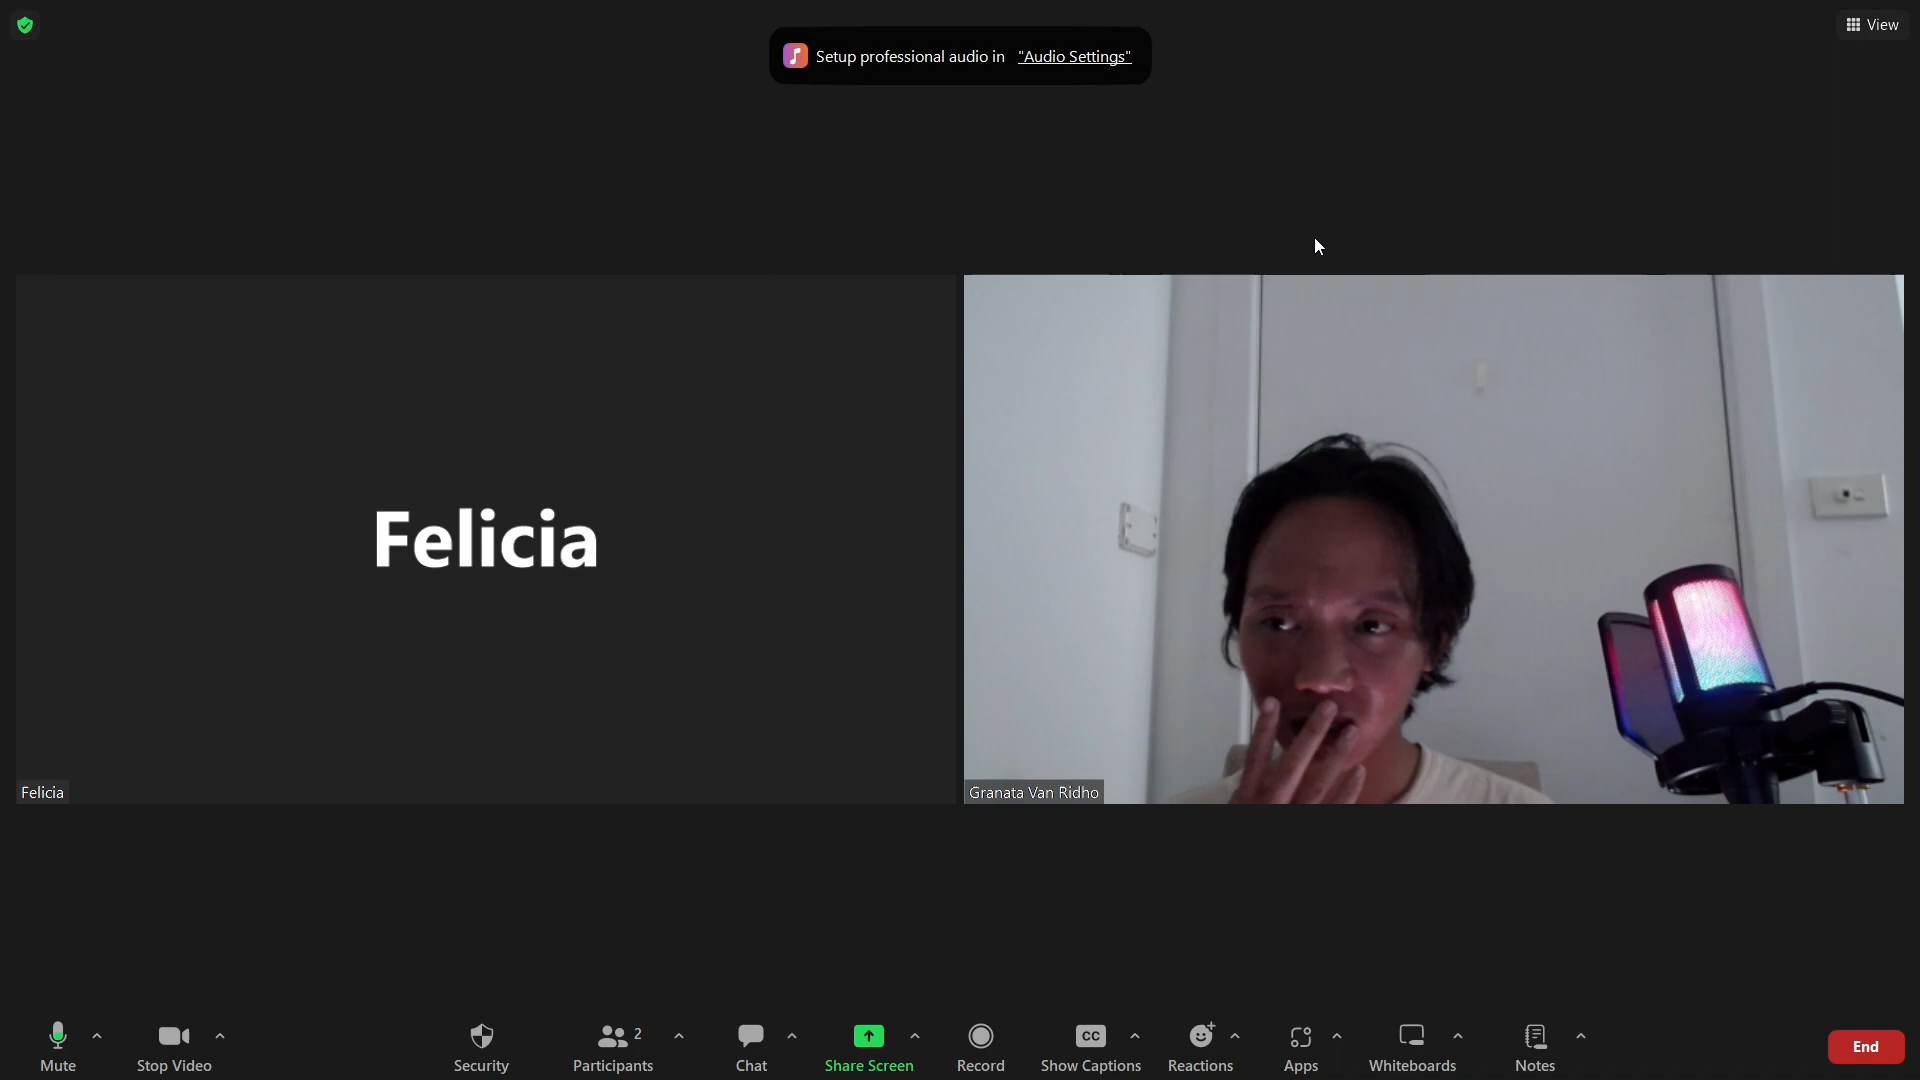 View
Setup professional audio in "Audio Settings"
Felicia
Felicia
Granata Van Ridho
Mute
Stop Video
Security
2
Participants
Chat
Share Screen
Record
CC
Show Captions
Reactions
Apps
Whiteboards
Notes
End